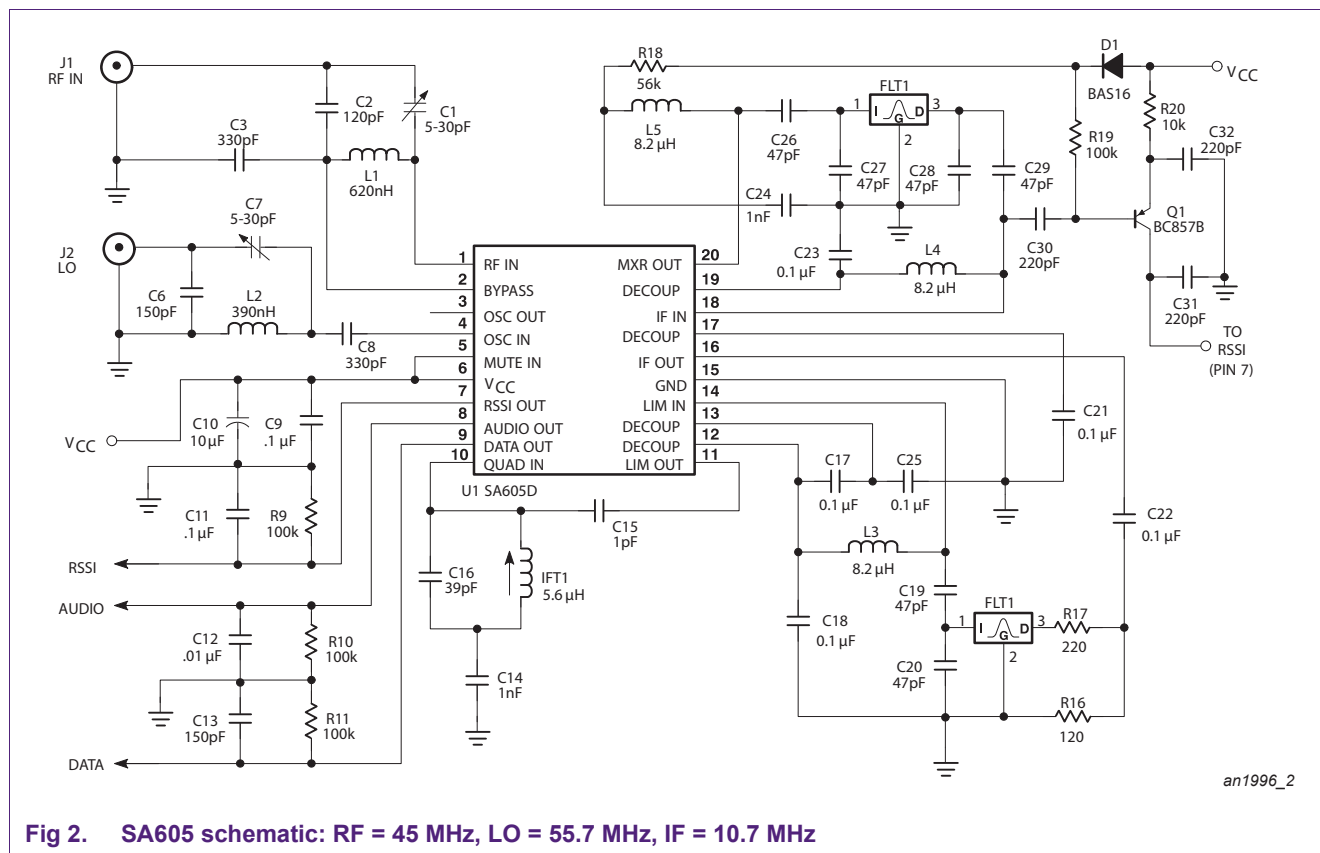 J1
RF IN
C3
330pF
C2
120pF
C1
5-30pF
L1
620nH
C7
5-30pF
J2
LO
C6
150pF
L2
390nH
C8
330pF
R18
56k
L5
8.2 μH
C26
47pF
FLT1
1
I
G
D
3
2
C27
47pF
C28
47pF
C29
47pF
C24
1nF
C23
0.1 μF
L4
8.2 μH
C30
220pF
D1
BAS16
VCC
R19
100k
R20
10k
C32
220pF
Q1
BC857B
C31
220pF
TO
RSSI
(PIN 7)
1
2
3
4
5
6
7
8
9
10
RF IN
BYPASS
OSC OUT
OSC IN
MUTE IN
VCC
RSSI OUT
AUDIO OUT
DATA OUT
QUAD IN
MXR OUT
DECOUP
IF IN
DECOUP
IF OUT
GND
LIM IN
DECOUP
DECOUP
LIM OUT
20
19
18
17
16
15
14
13
12
11
U1 SA605D
VCC
C10
10μF
C9
.1 μF
C11
.1μF
R9
100k
RSSI
AUDIO
C12
.01 μF
R10
100k
C13
150pF
R11
100k
DATA
C16
39pF
IFT1
5.6 μH
C15
1pF
C14
1nF
C17
0.1 μF
C25
0.1 μF
C21
0.1 μF
C22
0.1 μF
L3
8.2 μH
C18
0.1 μF
C19
47pF
C20
47pF
FLT1
1
I
G
D
3
2
R17
220
R16
120
an1996_2
Fig 2. SA605 schematic: RF = 45 MHz, LO = 55.7 MHz, IF = 10.7 MHz